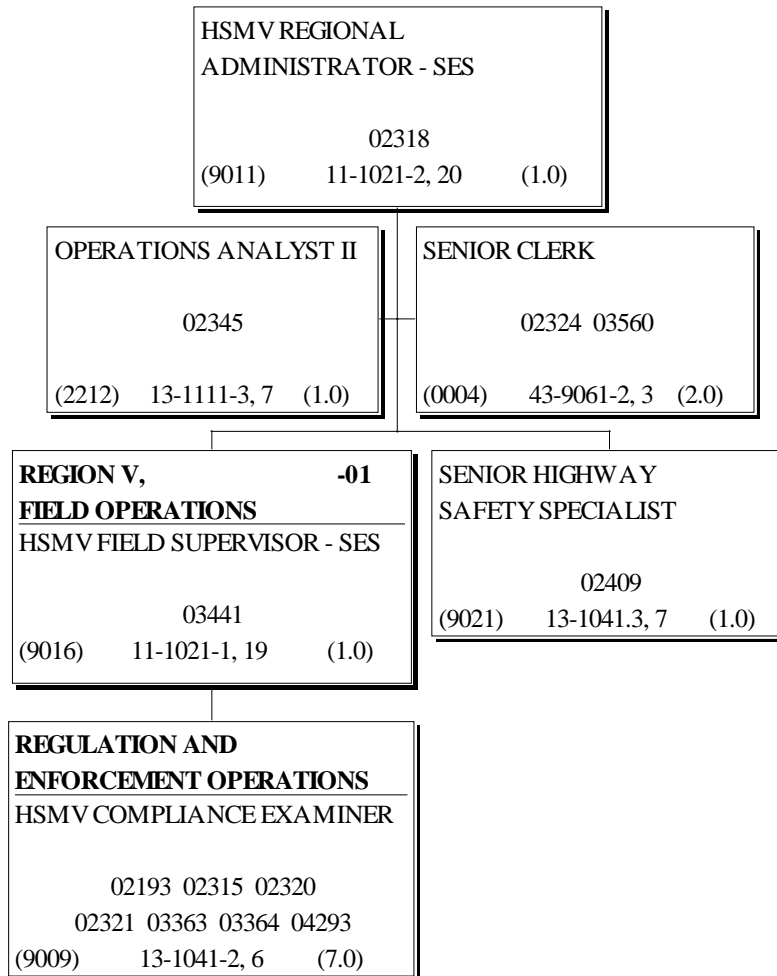 HSMV REGIONAL
ADMINISTRATOR - SES
02318
(9011) 11-1021-2, 20 (1.0)
OPERATIONS ANALYST II
02345
(2212) 13-1111-3, 7 (1.0)
SENIOR CLERK
02324 03560
(0004) 43-9061-2, 3 (2.0)
REGION V, -01
FIELD OPERATIONS
HSMV FIELD SUPERVISOR - SES
03441
(9016) 11-1021-1, 19 (1.0)
SENIOR HIGHWAY
SAFETY SPECIALIST
02409
(9021) 13-1041.3, 7 (1.0)
REGULATION AND
ENFORCEMENT OPERATIONS
HSMV COMPLIANCE EXAMINER
02193 02315 02320
02321 03363 03364 04293
(9009) 13-1041-2, 6 (7.0)